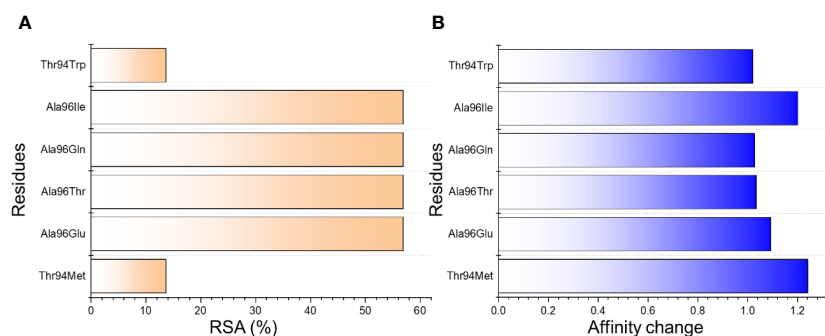 A
Residues
Thr94Trp
Ala96Ile
Ala96Gln
Ala96Thr
Ala96Glu
Thr94Met
0 10 20 30 40 50 60
RSA (%)
B
Residues
Thr94Trp
Ala96Ile
Ala96Gln
Ala96Thr
Ala96Glu
Thr94Met
0.0 0.2 0.4 0.6 0.8 1.0 1.2
Affinity change